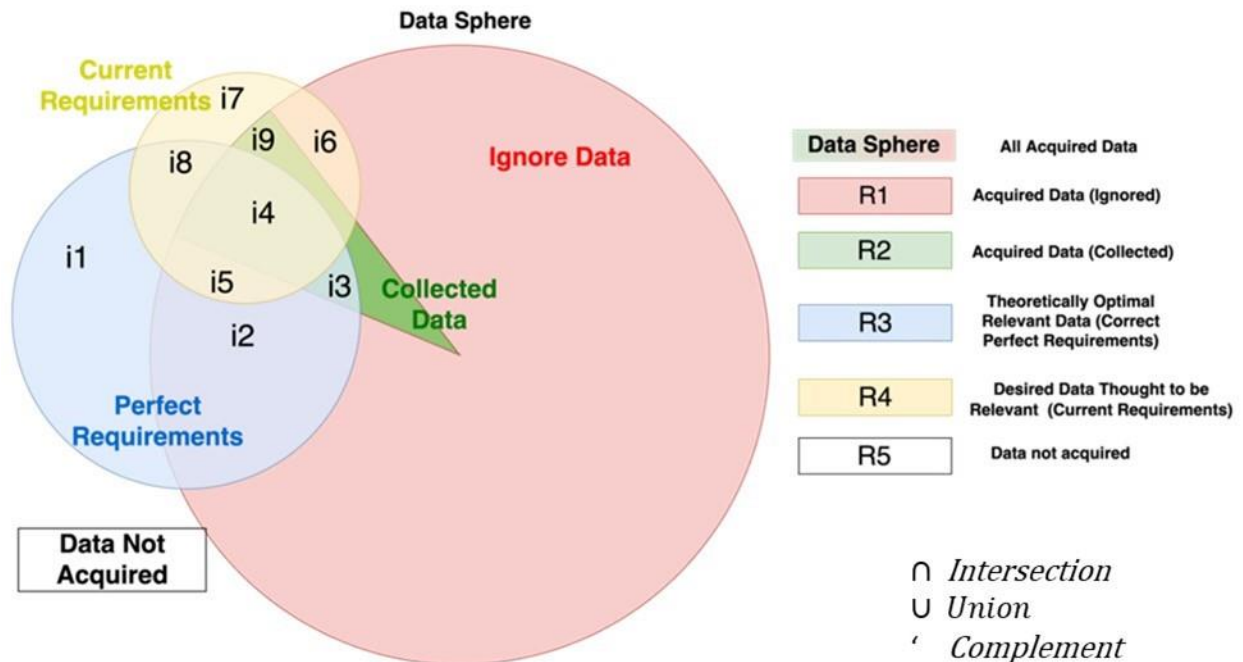 Data Sphere
Current
Requirements
i7
i9
i6
i8
i4
i1
i5
i3
i2
Ignore Data
Collected
Data
Perfect
Requirements
Data Not
Acquired
Data Sphere
All Acquired Data
R1
Acquired Data (Ignored)
R2
Acquired Data (Collected)
R3
Theoretically Optimal
Relevant Data (Correct
Perfect Requirements)
R4
Desired Data Thought to be
Relevant (Current Requirements)
R5
Data not acquired
∩ Intersection
∪ Union
‘ Complement